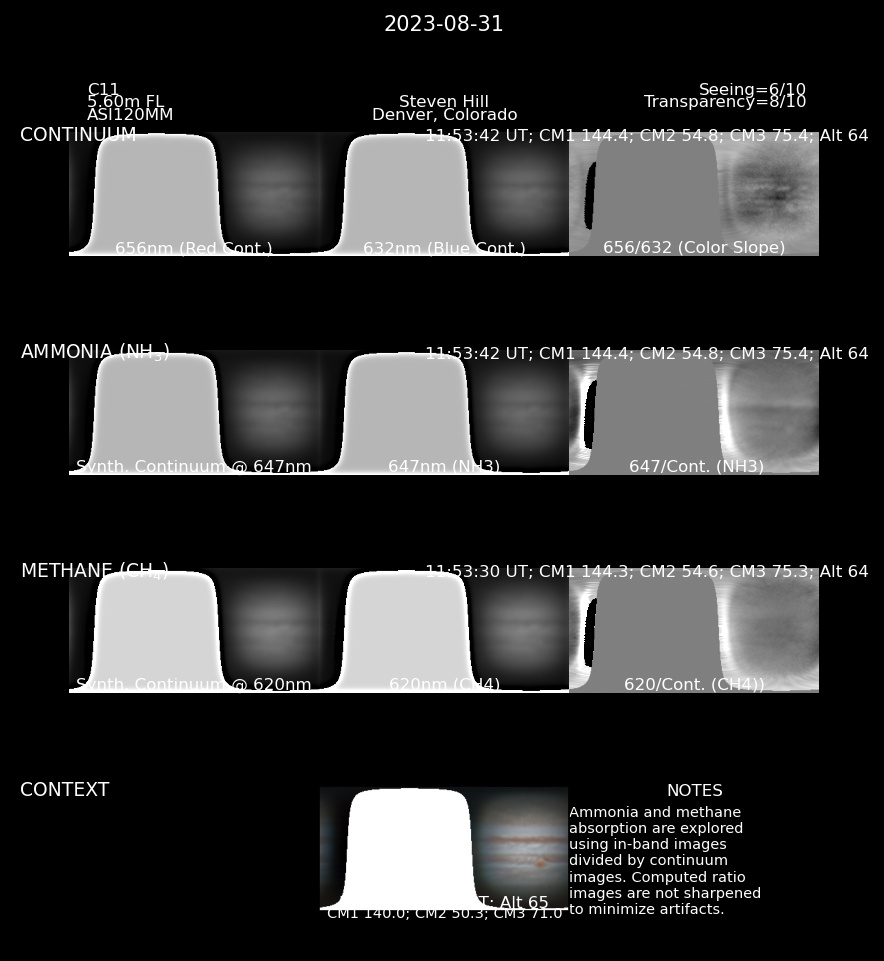 2023-08-31
C11
5.60m FL
ASI120MM
Steven Hill
Denver, Colorado
Seeing=6/10
Transparency=8/10
CONTINUUM
11:53:42 UT; CM1 144.4; CM2 54.8; CM3 75.4; Alt 64
656nm (Red Cont.)
632nm (Blue Cont.)
656/632 (Color Slope)
AMMONIA (NH₃)
11:53:42 UT; CM1 144.4; CM2 54.8; CM3 75.4; Alt 64
Synth. Continuum @ 647nm
647nm (NH3)
647/Cont. (NH3)
METHANE (CH₄)
11:53:30 UT; CM1 144.3; CM2 54.6; CM3 75.3; Alt 64
Synth. Continuum @ 620nm
620nm (CH4)
620/Cont. (CH4))
CONTEXT
Alt 65
CM1 140.0; CM2 50.3; CM3 71.0
NOTES
Ammonia and methane
absorption are explored
using in-band images
divided by continuum
images. Computed ratio
images are not sharpened
to minimize artifacts.